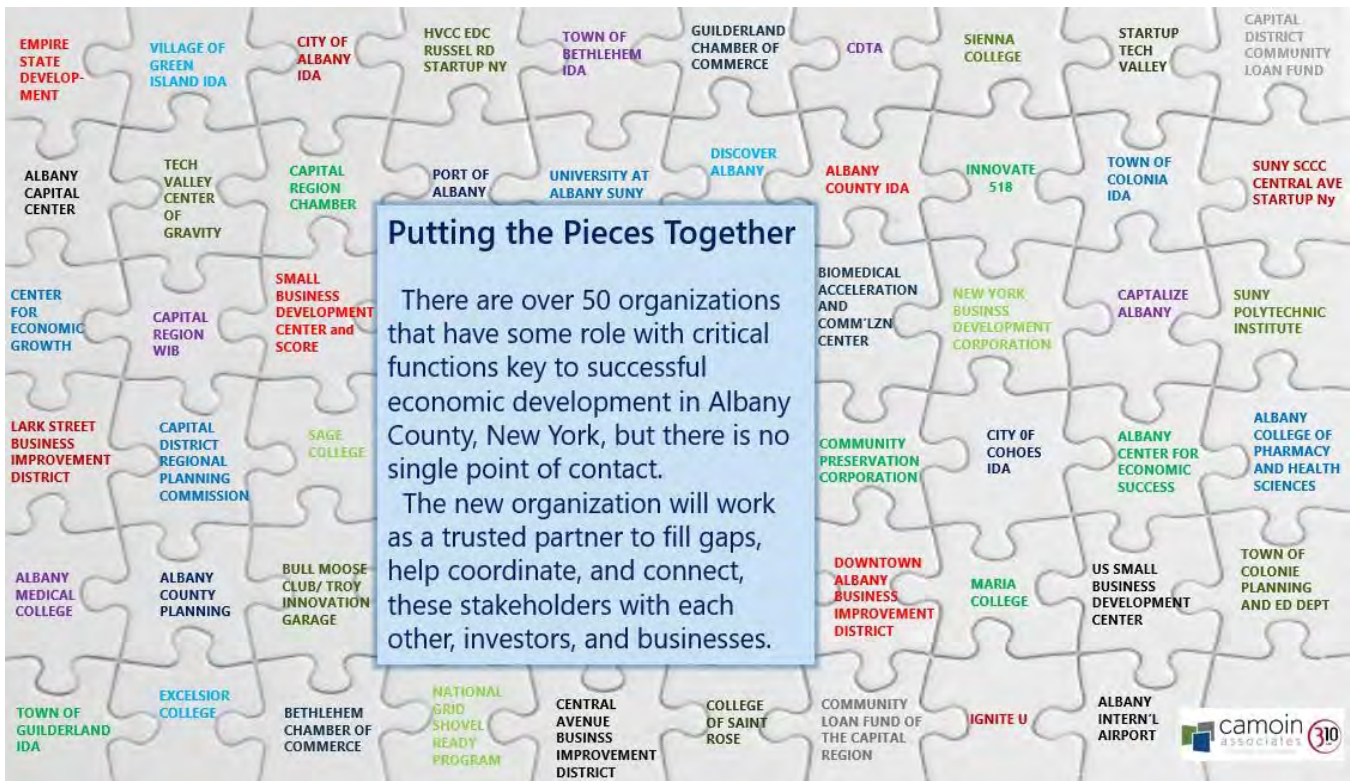 EMPIRE
STATE
DEVELOP-
MENT
VILLAGE OF
GREEN
ISLAND IDA
CITY OF
ALBANY
IDA
HVCC EDC
RUSSEL RD
STARTUP NY
TOWN OF
BETHLEHEM
IDA
GUILDERLAND
CHAMBER OF
COMMERCE
CDTA
SIENNA
COLLEGE
STARTUP
TECH
VALLEY
CAPITAL
DISTRICT
COMMUNITY
LOAN FUND
ALBANY
CAPITAL
CENTER
TECH
VALLEY
CENTER
OF
GRAVITY
CAPITAL
REGION
CHAMBER
PORT OF
ALBANY
UNIVERSITY AT
ALBANY SUNY
DISCOVER
ALBANY
ALBANY
COUNTY IDA
INNOVATE
518
TOWN OF
COLONIA
IDA
SUNY SCCC
CENTRAL AVE
STARTUP Ny
Putting the Pieces Together
There are over 50 organizations
that have some role with critical
functions key to successful
economic development in Albany
County, New York, but there is no
single point of contact.
The new organization will work
as a trusted partner to fill gaps,
help coordinate, and connect,
these stakeholders with each
other, investors, and businesses.
CENTER
FOR
ECONOMIC
GROWTH
CAPITAL
REGION
WIB
SMALL
BUSINESS
DEVELOPMENT
CENTER and
SCORE
BIOMEDICAL
ACCELERATION
AND
COMM'LZN
CENTER
NEW YORK
BUSINSS
DEVELOPMENT
CORPORATION
CAPTALIZE
ALBANY
SUNY
POLYTECHNIC
INSTITUTE
LARK STREET
BUSINESS
IMPROVEMENT
DISTRICT
CAPITAL
DISTRICT
REGIONAL
PLANNING
COMMISSION
SAGE
COLLEGE
COMMUNITY
PRESERVATION
CORPORATION
CITY 0F
COHOES
IDA
ALBANY
CENTER FOR
ECONOMIC
SUCCESS
ALBANY
COLLEGE OF
PHARMACY
AND HEALTH
SCIENCES
ALBANY
MEDICAL
COLLEGE
ALBANY
COUNTY
PLANNING
BULL MOOSE
CLUB/ TROY
INNOVATION
GARAGE
DOWNTOWN
ALBANY
BUSINESS
IMPROVEMENT
DISTRICT
MARIA
COLLEGE
US SMALL
BUSINESS
DEVELOPMENT
CENTER
TOWN OF
COLONIE
PLANNING
AND ED DEPT
TOWN OF
GUILDERLAND
IDA
EXCELSIOR
COLLEGE
BETHLEHEM
CHAMBER OF
COMMERCE
NATIONAL
GRID
SHOVEL
READY
PROGRAM
CENTRAL
AVENUE
BUSINSS
IMPROVEMENT
DISTRICT
COLLEGE
OF SAINT
ROSE
COMMUNITY
LOAN FUND OF
THE CAPITAL
REGION
IGNITE U
ALBANY
INTERN'L
AIRPORT
camoin
associates
310